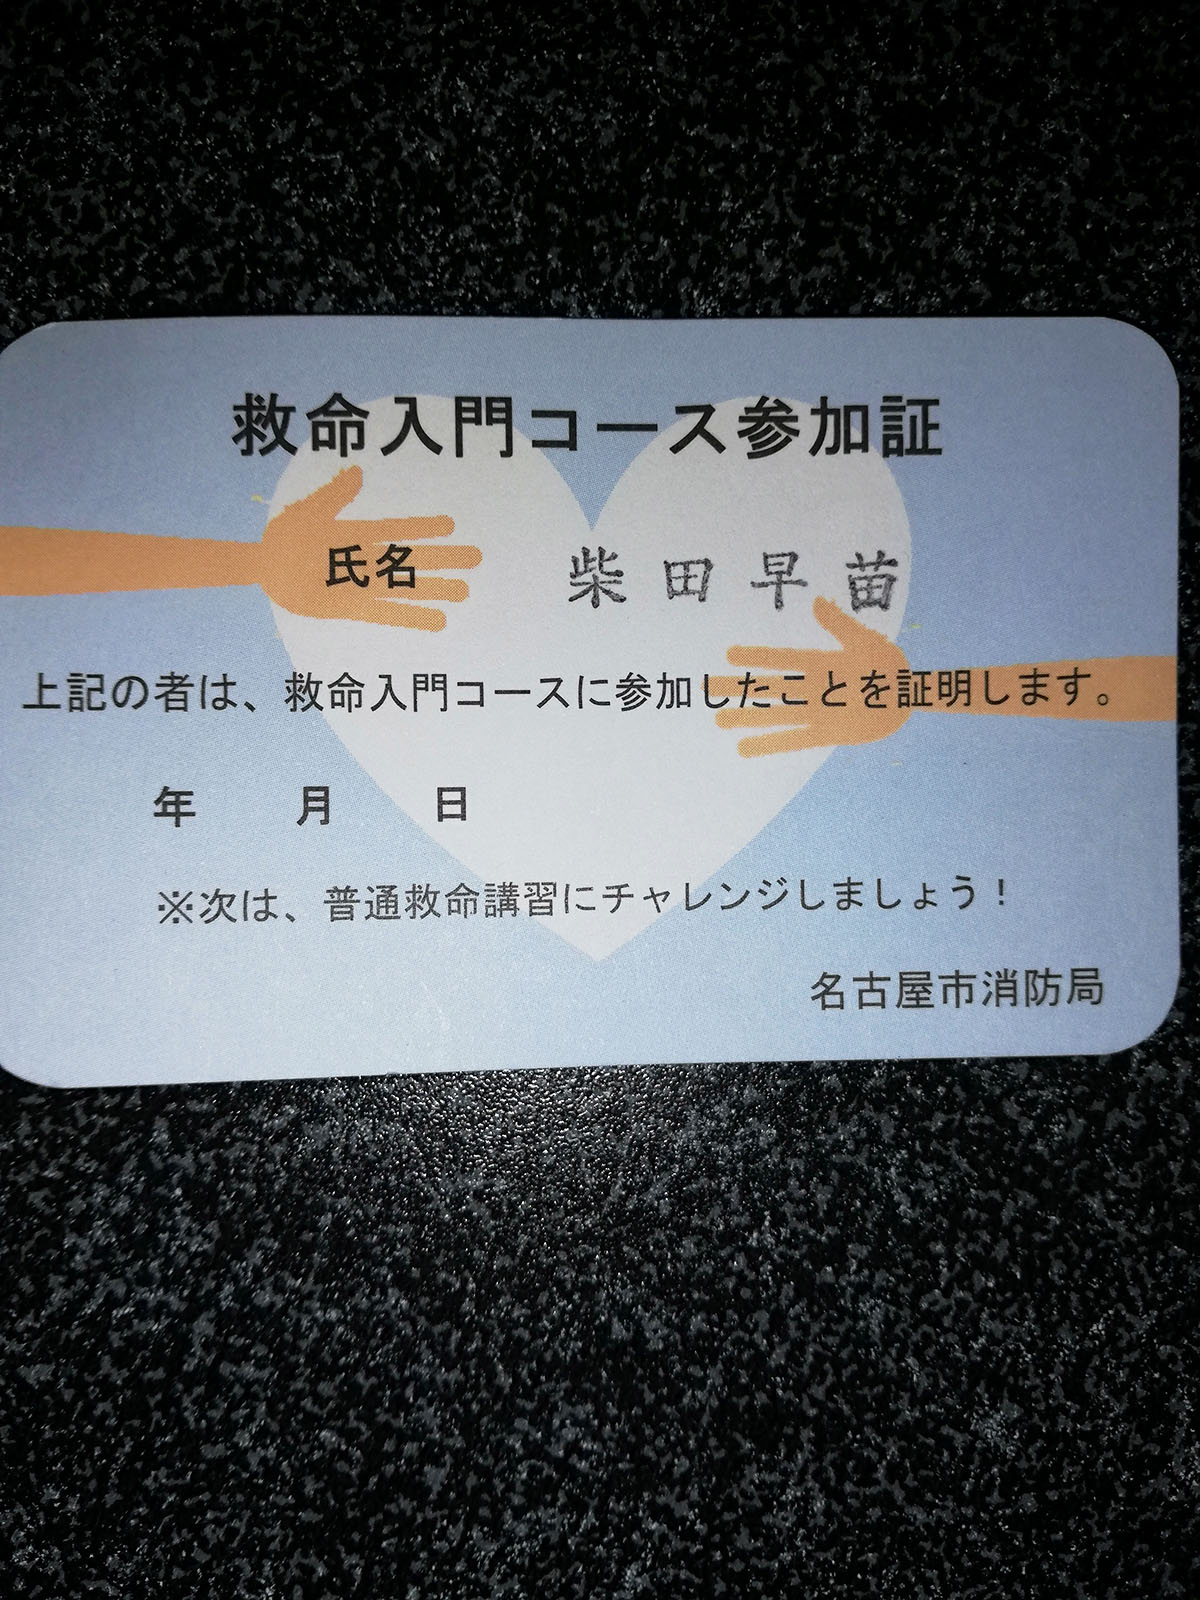 救命入門コース参加証
氏名 柴田早苗
上記の者は、救命入門コースに参加したことを証明します。
年 月 日
※次は、普通救命講習にチャレンジしましょう！
名古屋市消防局